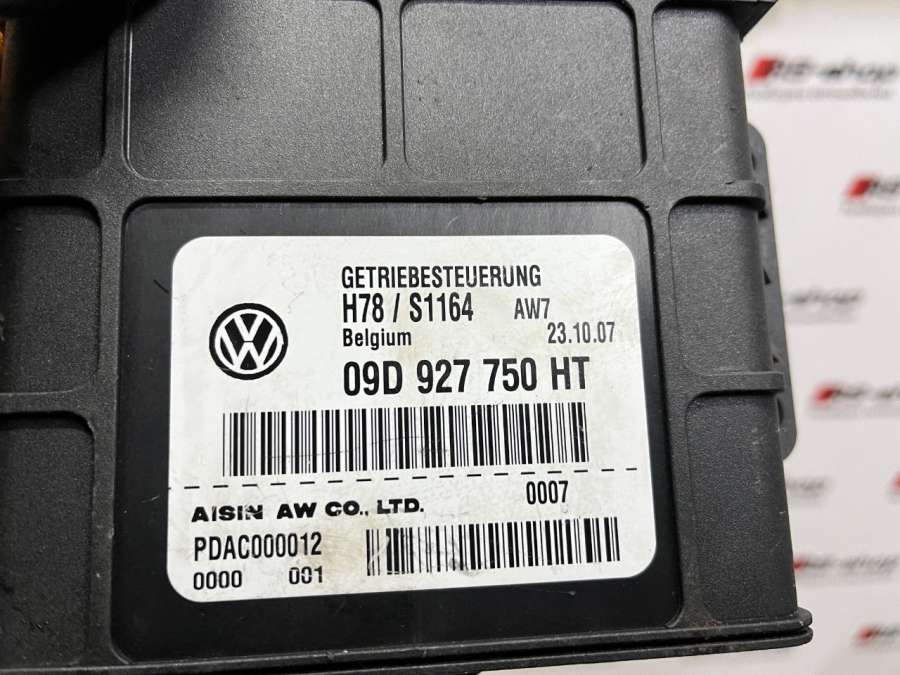 GETRIEBESTEUERUNG
H78 / S1164 AW7
Belgium 23.10.07
09D 927 750 HT
AISIN AW CO., LTD. 0007
PDAC000012
0000 001